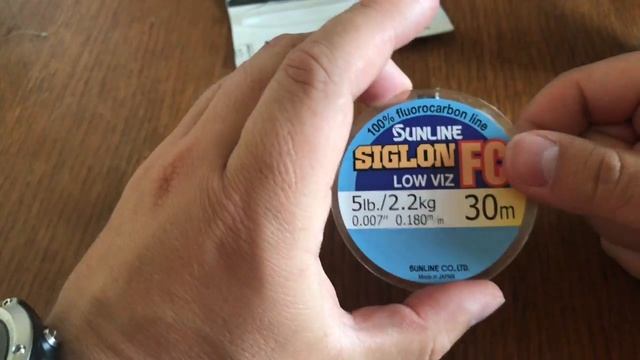 100% fluorocarbon line
SUNLINE
SIGLON FC
LOW VIZ
5lb./2.2kg
0.007" 0.180m/m
30m
SUNLINE CO.,LTD.
Made in JAPAN